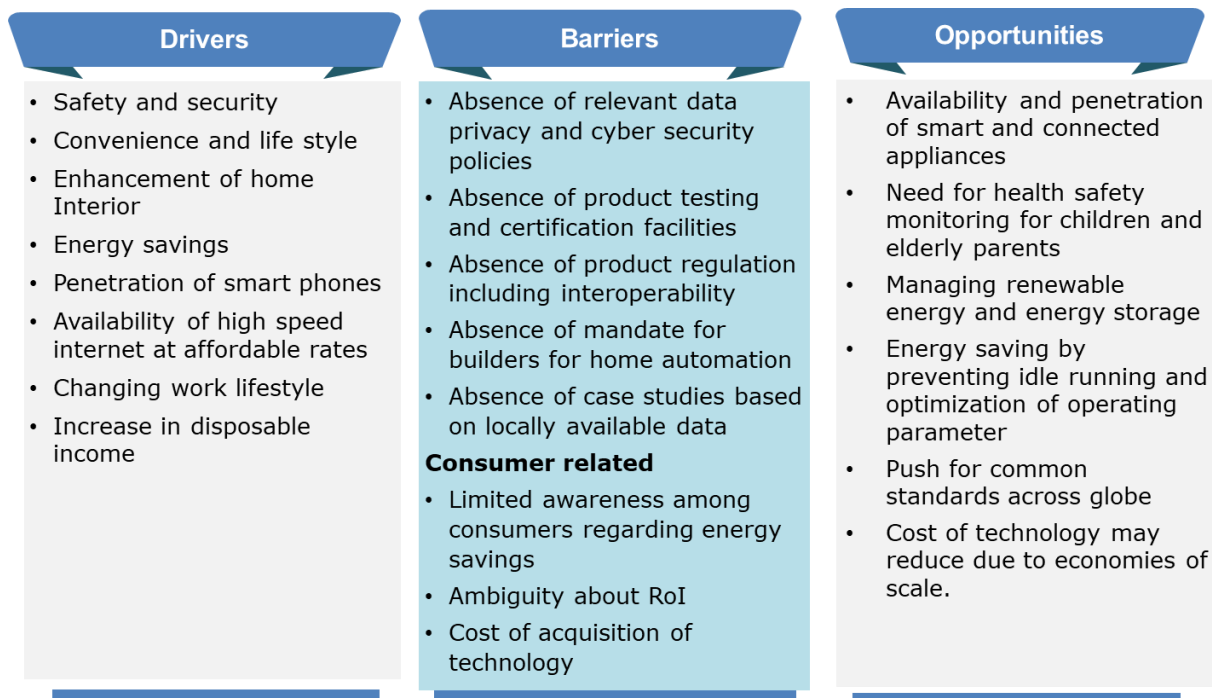 Drivers
• Safety and security
• Convenience and life style
• Enhancement of home
Interior
• Energy savings
• Penetration of smart phones
• Availability of high speed
internet at affordable rates
• Changing work lifestyle
• Increase in disposable
income
Barriers
• Absence of relevant data
privacy and cyber security
policies
• Absence of product testing
and certification facilities
• Absence of product regulation
including interoperability
• Absence of mandate for
builders for home automation
• Absence of case studies based
on locally available data
Consumer related
• Limited awareness among
consumers regarding energy
savings
• Ambiguity about RoI
• Cost of acquisition of
technology
Opportunities
• Availability and penetration
of smart and connected
appliances
• Need for health safety
monitoring for children and
elderly parents
• Managing renewable
energy and energy storage
• Energy saving by
preventing idle running and
optimization of operating
parameter
• Push for common
standards across globe
• Cost of technology may
reduce due to economies of
scale.